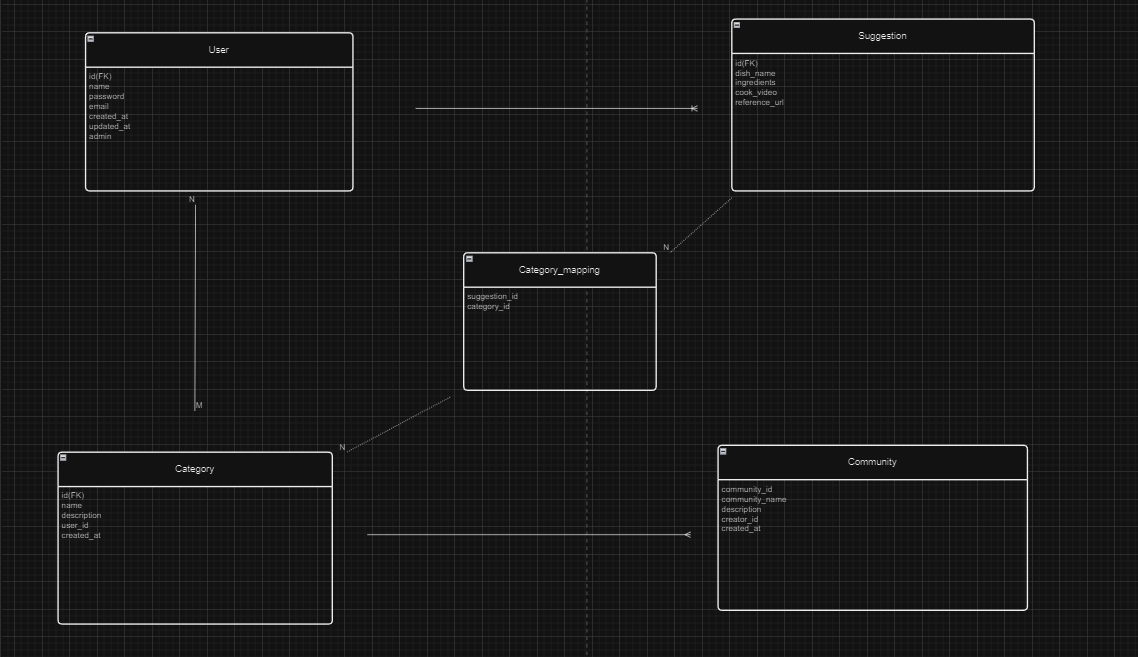 User
id(FK)
name
password
email
created_at
updated_at
admin
Suggestion
id(FK)
dish_name
ingredients
cook_video
reference_url
N
M
N
Category_mapping
suggestion_id
category_id
N
Category
id(FK)
name
description
user_id
created_at
Community
community_id
community_name
description
creator_id
created_at